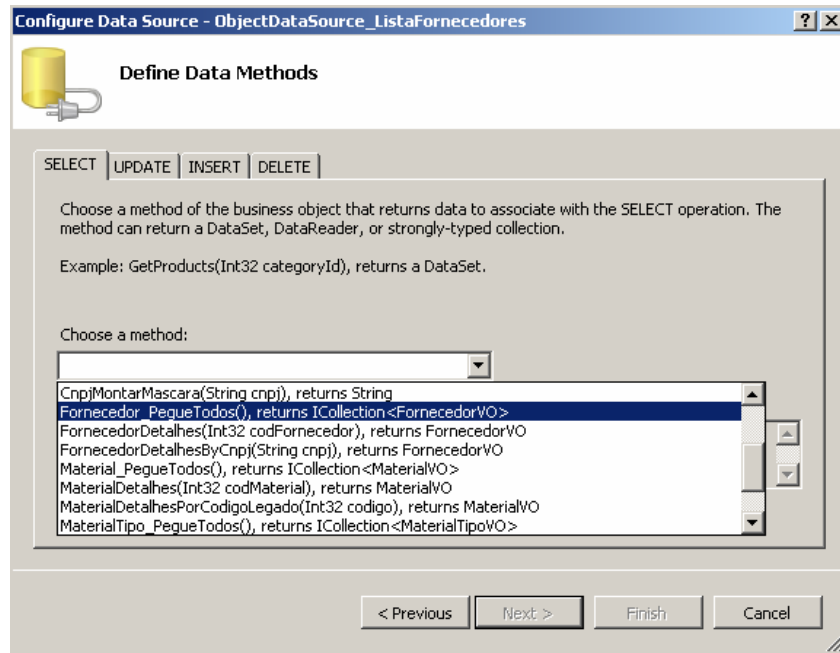 Configure Data Source - ObjectDataSource_ListaFornecedores
Define Data Methods
SELECT UPDATE INSERT DELETE
Choose a method of the business object that returns data to associate with the SELECT operation. The
method can return a DataSet, DataReader, or strongly-typed collection.
Example: GetProducts(Int32 categoryId), returns a DataSet.
Choose a method:
CnpjMontarMascara(String cnpj), returns String
Fornecedor_PegueTodos(), returns ICollection<FornecedorVO>
FornecedorDetalhes(Int32 codFornecedor), returns FornecedorVO
FornecedorDetalhesByCnpj(String cnpj), returns FornecedorVO
Material_PegueTodos(), returns ICollection<MaterialVO>
MaterialDetalhes(Int32 codMaterial), returns MaterialVO
MaterialDetalhesPorCodigoLegado(Int32 codigo), returns MaterialVO
MaterialTipo_PegueTodos(), returns ICollection<MaterialTipoVO>
< Previous Next > Finish Cancel